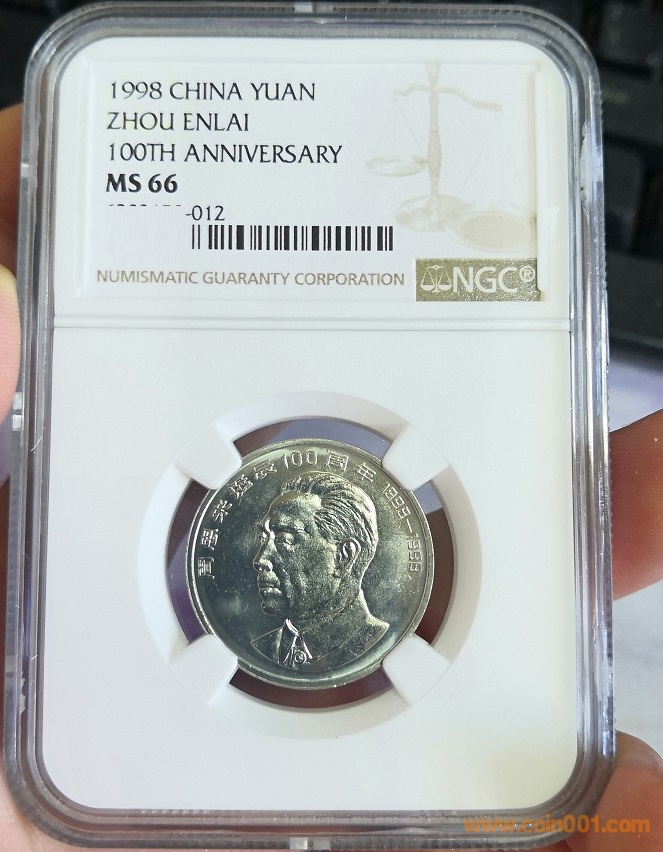 1998 CHINA YUAN
ZHOU ENLAI
100TH ANNIVERSARY
MS 66
-012
NUMISMATIC GUARANTY CORPORATION
NGC®
周恩来诞辰100周年 1898-1998
www.coin001.com